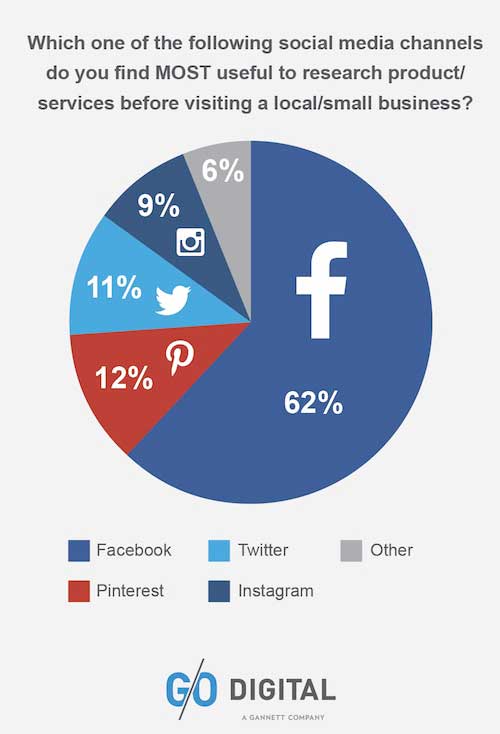 Which one of the following social media channels
do you find MOST useful to research product/
services before visiting a local/small business?
6%
9%
11%
12%
62%
Facebook
Twitter
Other
Pinterest
Instagram
G/O DIGITAL
A GANNETT COMPANY